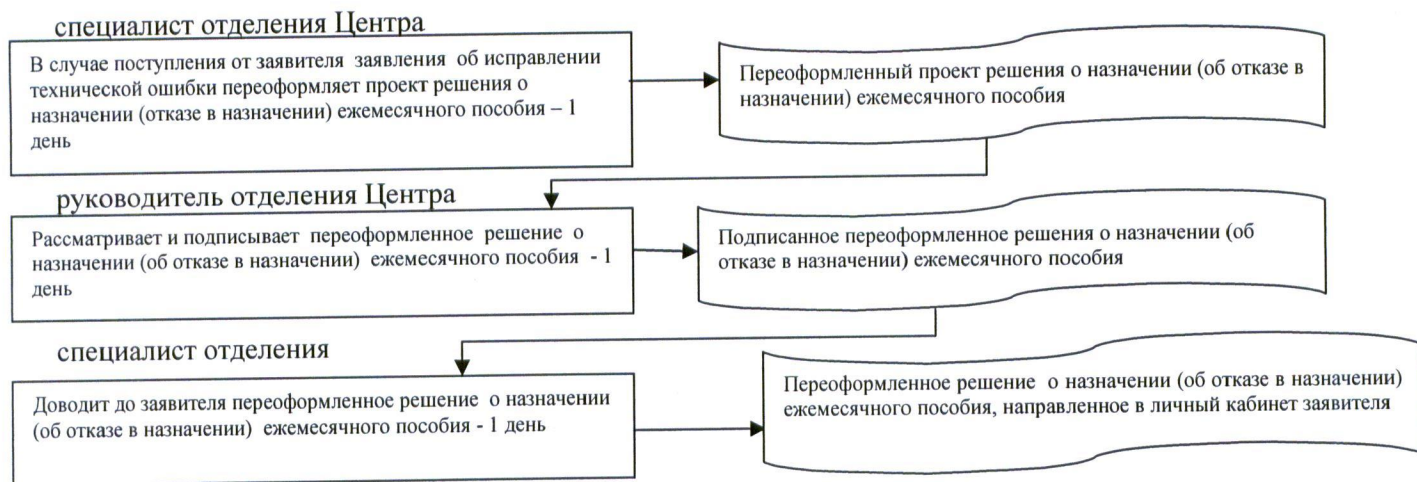 специалист отделения Центра
В случае поступления от заявителя заявления об исправлении
технической ошибки переоформляет проект решения о
назначении (отказе в назначении) ежемесячного пособия – 1
день
Переоформленный проект решения о назначении (об отказе в
назначении) ежемесячного пособия
руководитель отделения Центра
Рассматривает и подписывает переоформленное решение о
назначении (об отказе в назначении) ежемесячного пособия - 1
день
Подписанное переоформленное решения о назначении (об
отказе в назначении) ежемесячного пособия
специалист отделения
Доводит до заявителя переоформленное решение о назначении
(об отказе в назначении) ежемесячного пособия - 1 день
Переоформленное решение о назначении (об отказе в назначении)
ежемесячного пособия, направленное в личный кабинет заявителя